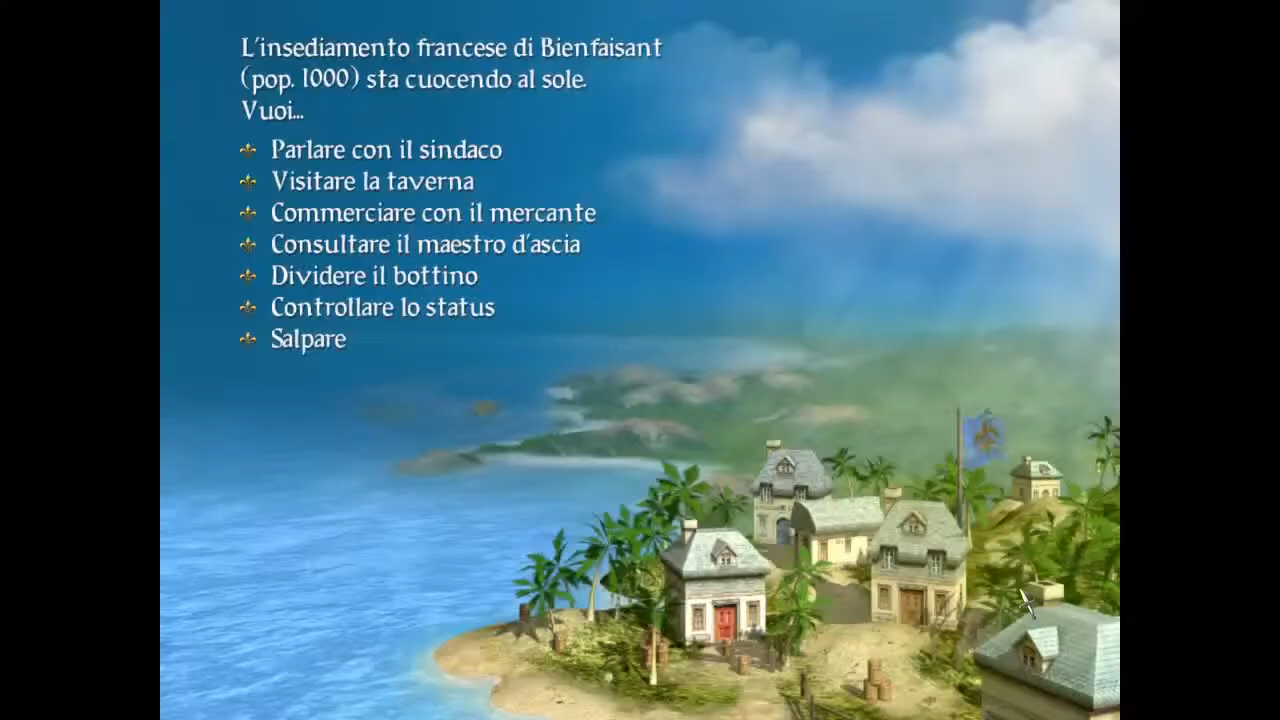 L'insediamento francese di Bienfaisant
(pop. 1000) sta cuocendo al sole.
Vuoi...
Parlare con il sindaco
Visitare la taverna
Commerciare con il mercante
Consultare il maestro d'ascia
Dividere il bottino
Controllare lo status
Salpare